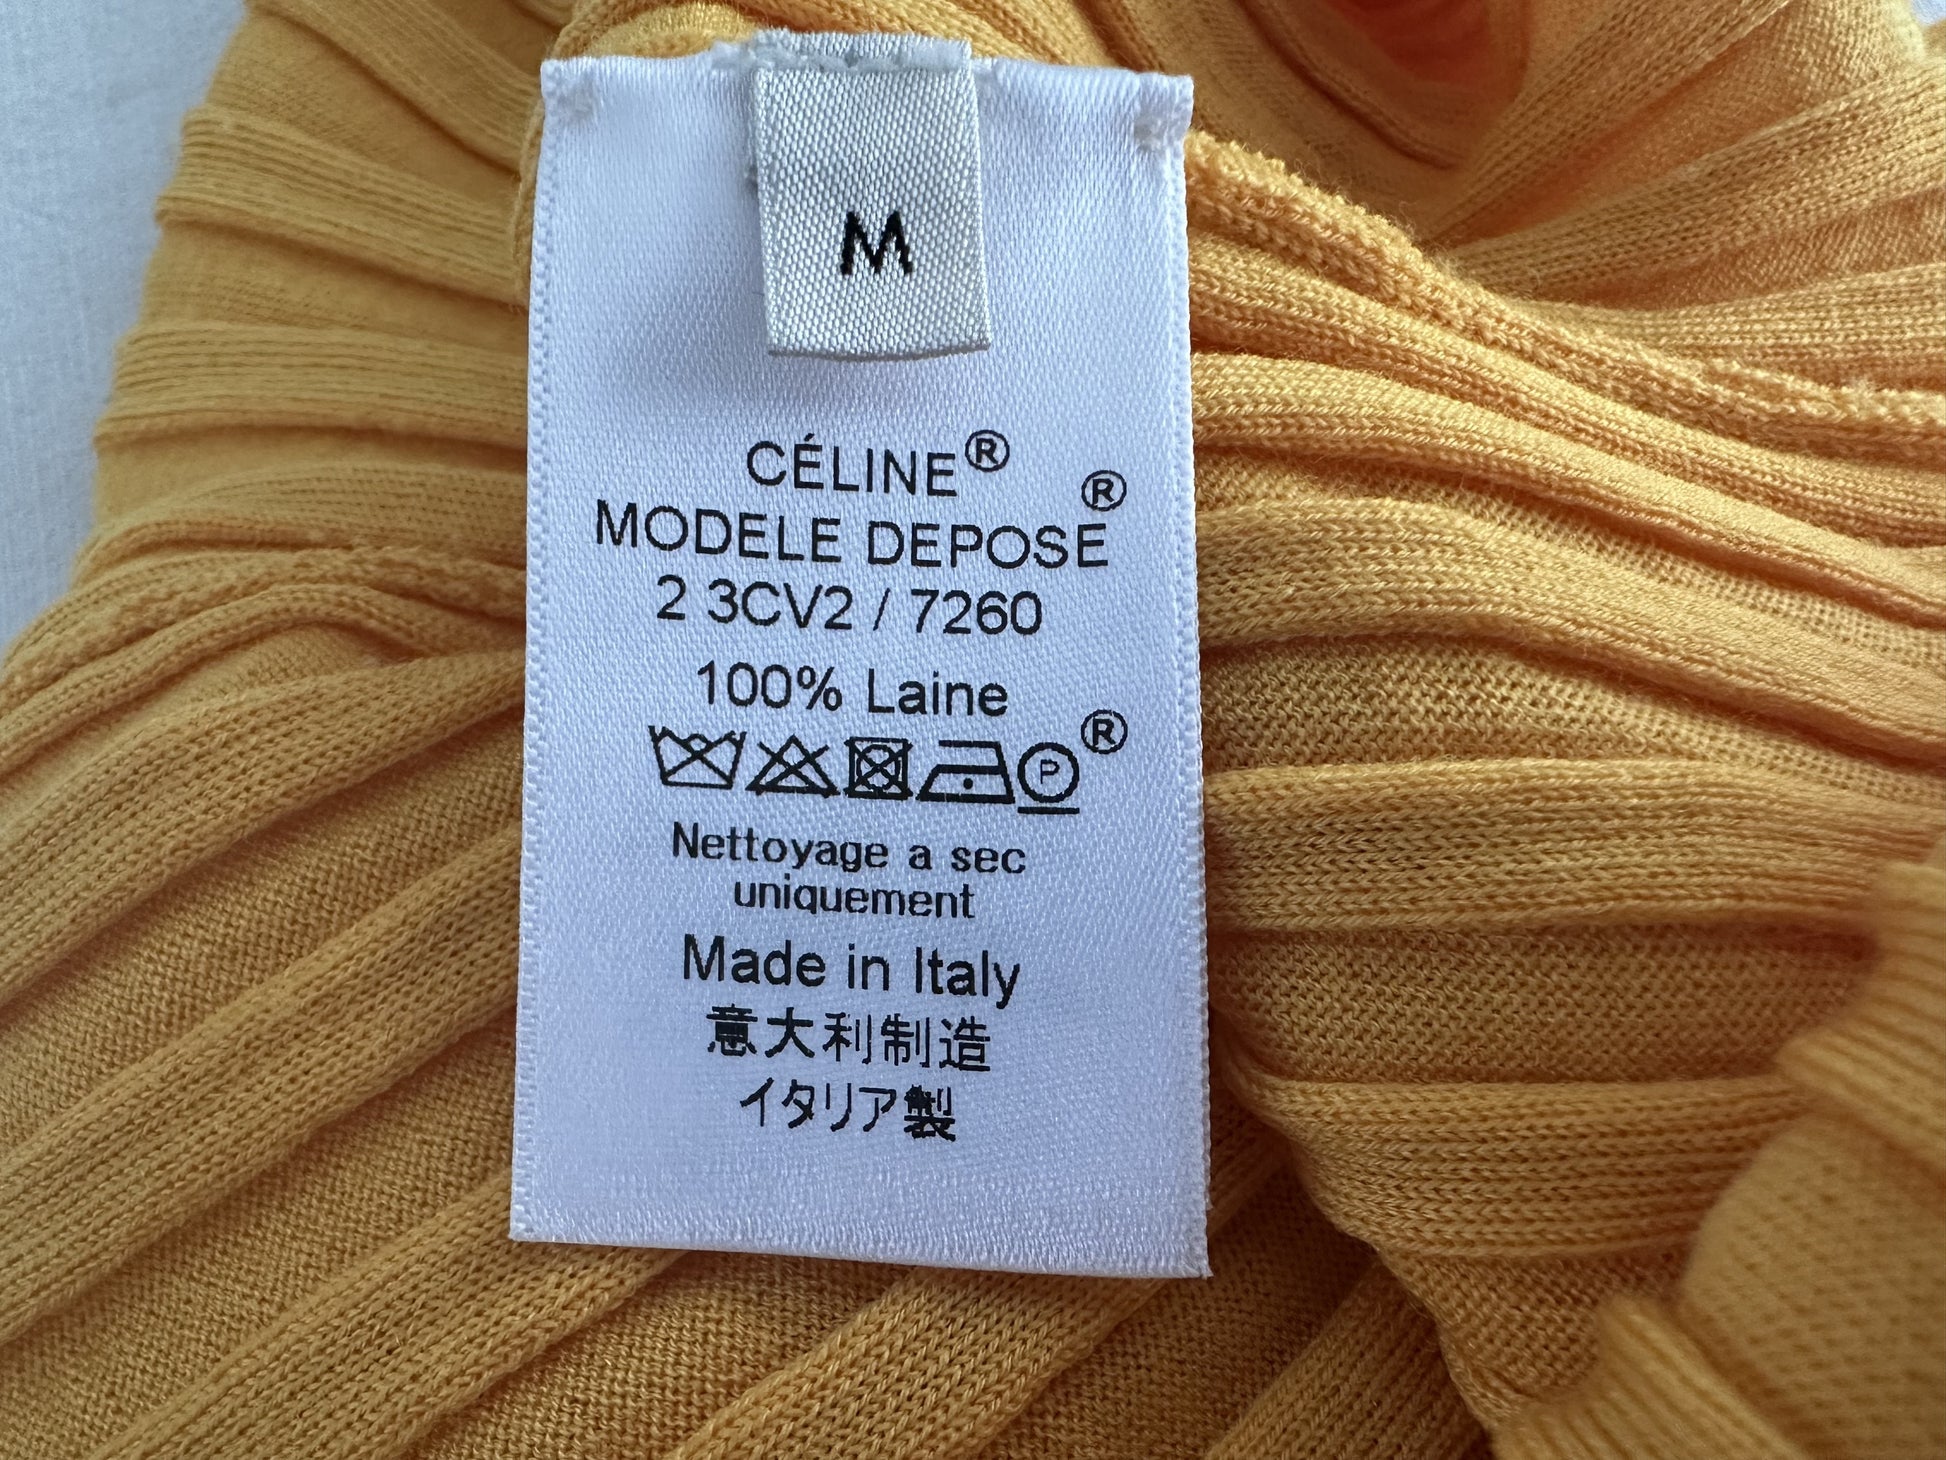 M
CÉLINE®
MODELE DEPOSE®
2 3CV2 / 7260
100% Laine
P ®
Nettoyage a sec
uniquement
Made in Italy
意大利制造
イタリア製